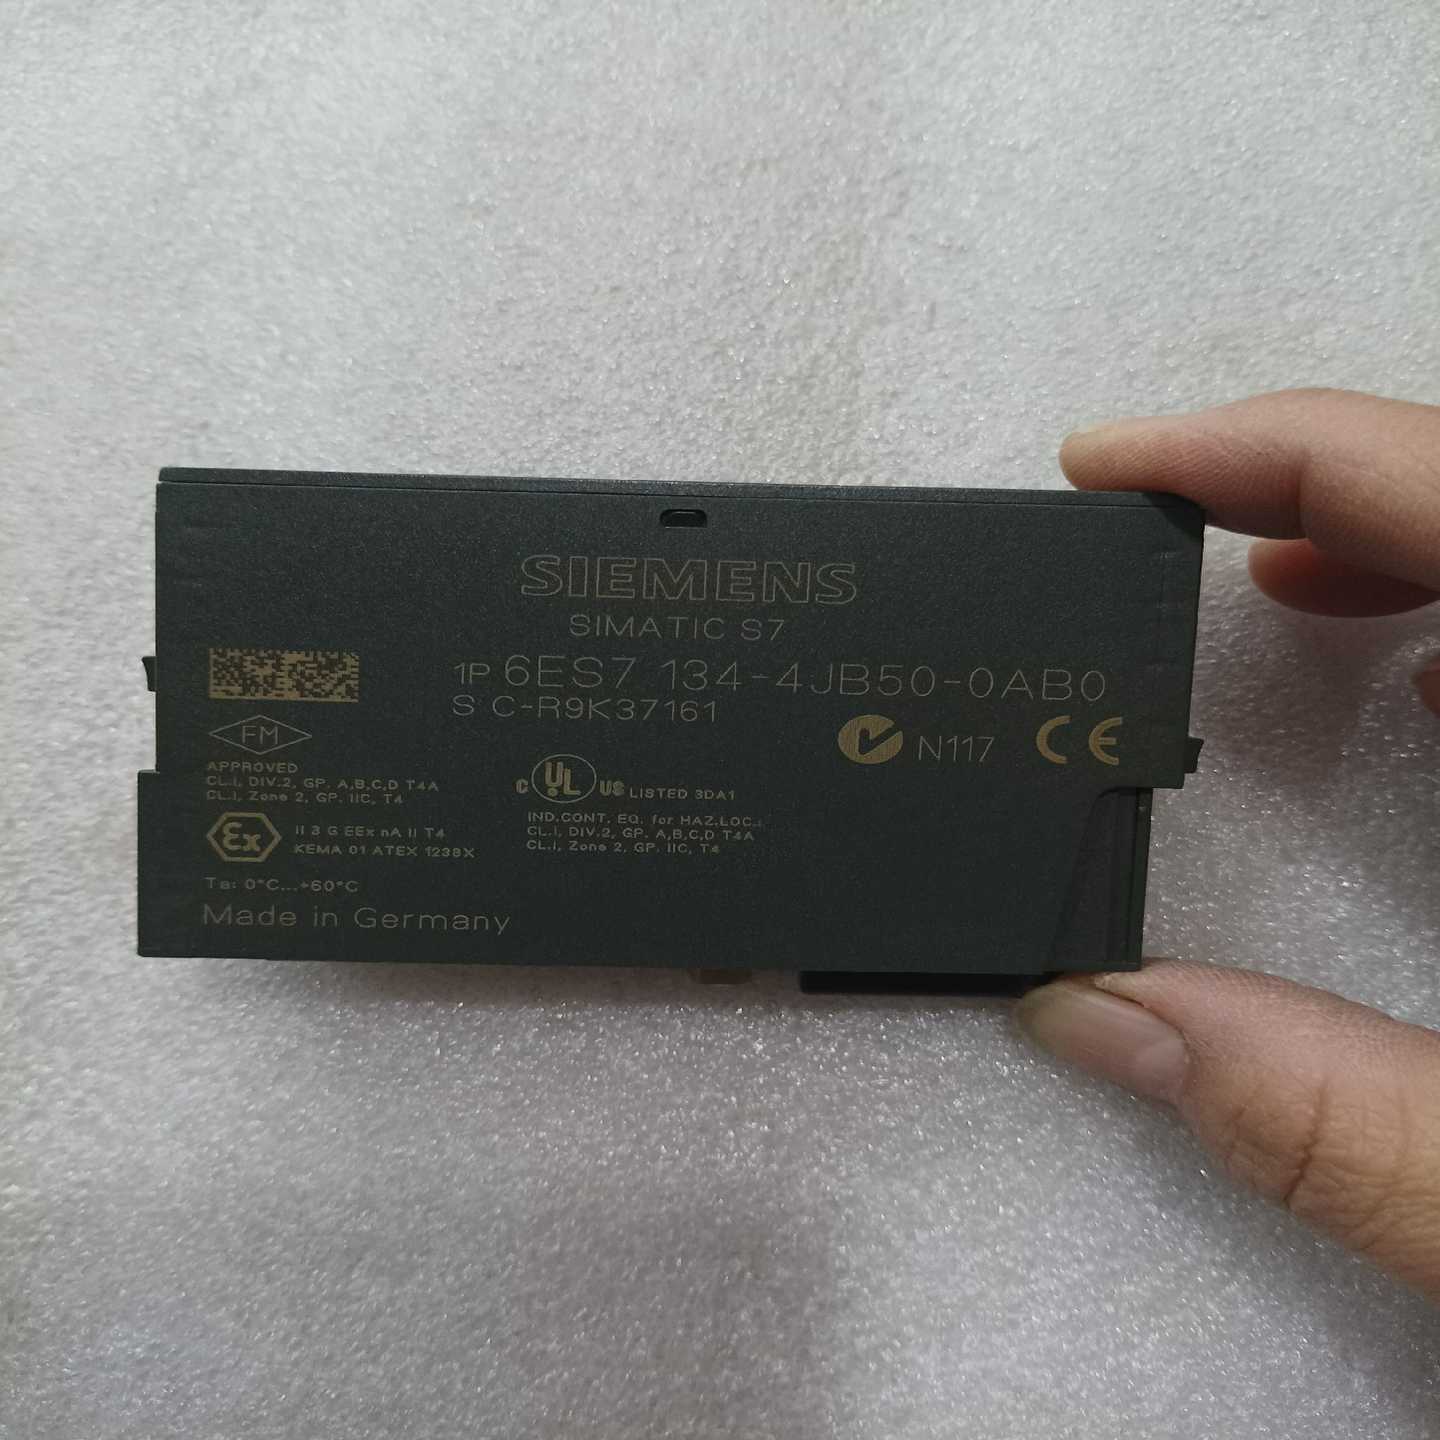 SIEMENS
SIMATIC S7
1P 6ES7 134-4JB50-0AB0
S C-R9K37161
N117
CE
FM
APPROVED
CL.I, DIV.2, GP. A,B,C,D T4A
CL.I, Zone 2, GP. IIC, T4
c UL US LISTED 3DA1
IND.CONT. EQ. for HAZ.LOC.:
CL.I, DIV.2, GP. A,B,C,D T4A
CL.I, Zone 2, GP. IIC, T4
Ex
II 3 G EEx nA II T4
KEMA 01 ATEX 1238X
Ta: 0°C...+60°C
Made in Germany